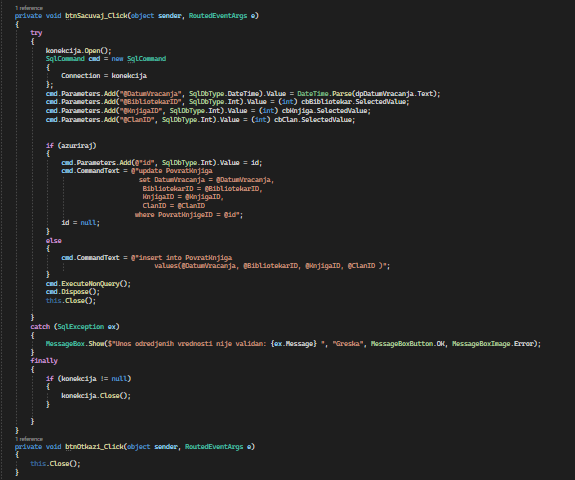 1 reference
private void btnSacuvaj_Click(object sender, RoutedEventArgs e)
{
try
{
konekcija.Open();
SqlCommand cmd = new SqlCommand
{
Connection = konekcija
};
cmd.Parameters.Add("@DatumVracanja", SqlDbType.DateTime).Value = DateTime.Parse(dpDatumVracanja.Text);
cmd.Parameters.Add("@BibliotekarID", SqlDbType.Int).Value = (int) cbBibliotekar.SelectedValue;
cmd.Parameters.Add("@KnjigaID", SqlDbType.Int).Value = (int) cbKnjiga.SelectedValue;
cmd.Parameters.Add("@ClanID", SqlDbType.Int).Value = (int) cbClan.SelectedValue;
if (azuriraj)
{
cmd.Parameters.Add(@"id", SqlDbType.Int).Value = id;
cmd.CommandText = @"update PovratKnjiga
set DatumVracanja = @DatumVracanja,
BibliotekarID = @BibliotekarID,
KnjigaID = @KnjigaID,
ClanID = @ClanID
where PovratKnjigeID = @id";
id = null;
}
else
{
cmd.CommandText = @"insert into PovratKnjiga
values(@DatumVracanja, @BibliotekarID, @KnjigaID, @ClanID )";
}
cmd.ExecuteNonQuery();
cmd.Dispose();
this.Close();
}
catch (SqlException ex)
{
MessageBox.Show($"Unos odredjenih vrednosti nije validan: {ex.Message} ", "Greska", MessageBoxButton.OK, MessageBoxImage.Error);
}
finally
{
if (konekcija != null)
{
konekcija.Close();
}
}
}
1 reference
private void btnOtkazi_Click(object sender, RoutedEventArgs e)
{
this.Close();
}